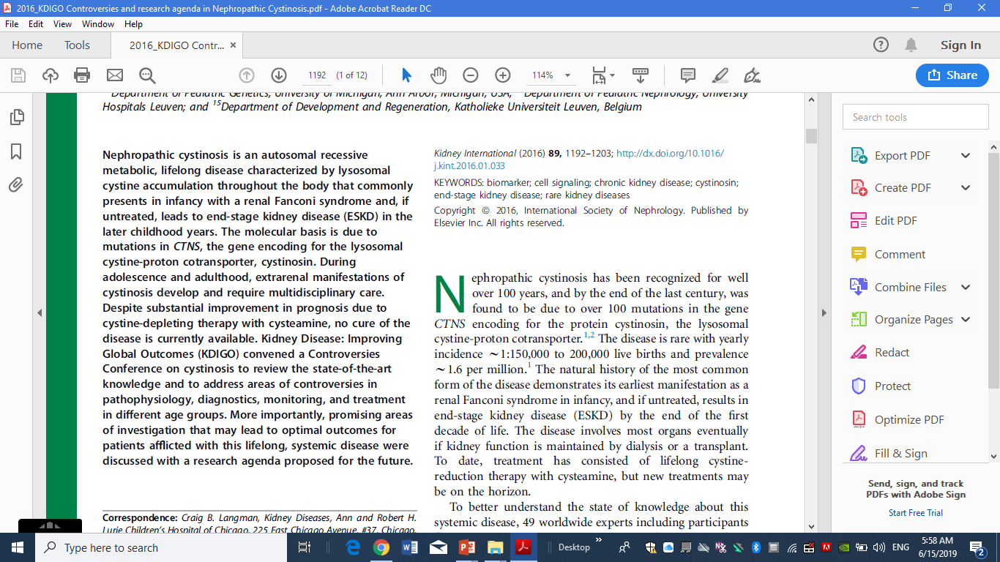 2016_KDIGO Controversies and research agenda in Nephropathic Cystinosis.pdf - Adobe Acrobat Reader DC
File Edit View Window Help
Home Tools 2016_KDIGO Contr... × Sign In
1192 (1 of 12) 114% Share
Department of Pediatric Genetics, University of Michigan, Ann Arbor, Michigan, USA; Department of Pediatric Nephrology, University
Hospitals Leuven; and 15Department of Development and Regeneration, Katholieke Universiteit Leuven, Belgium
Nephropathic cystinosis is an autosomal recessive
metabolic, lifelong disease characterized by lysosomal
cystine accumulation throughout the body that commonly
presents in infancy with a renal Fanconi syndrome and, if
untreated, leads to end-stage kidney disease (ESKD) in the
later childhood years. The molecular basis is due to
mutations in CTNS, the gene encoding for the lysosomal
cystine-proton cotransporter, cystinosin. During
adolescence and adulthood, extrarenal manifestations of
cystinosis develop and require multidisciplinary care.
Despite substantial improvement in prognosis due to
cystine-depleting therapy with cysteamine, no cure of the
disease is currently available. Kidney Disease: Improving
Global Outcomes (KDIGO) convened a Controversies
Conference on cystinosis to review the state-of-the-art
knowledge and to address areas of controversies in
pathophysiology, diagnostics, monitoring, and treatment
in different age groups. More importantly, promising areas
of investigation that may lead to optimal outcomes for
patients afflicted with this lifelong, systemic disease were
discussed with a research agenda proposed for the future.
Correspondence: Craig B. Langman, Kidney Diseases, Ann and Robert H.
Lurie Children's Hospital of Chicago, 225 East Chicago Avenue, #37, Chicago,
Kidney International (2016) 89, 1192–1203; http://dx.doi.org/10.1016/
j.kint.2016.01.033
KEYWORDS: biomarker; cell signaling; chronic kidney disease; cystinosin;
end-stage kidney disease; rare kidney diseases
Copyright © 2016, International Society of Nephrology. Published by
Elsevier Inc. All rights reserved.
Nephropathic cystinosis has been recognized for well
over 100 years, and by the end of the last century, was
found to be due to over 100 mutations in the gene
CTNS encoding for the protein cystinosin, the lysosomal
cystine-proton cotransporter.1,2 The disease is rare with yearly
incidence ~1:150,000 to 200,000 live births and prevalence
~1.6 per million.1 The natural history of the most common
form of the disease demonstrates its earliest manifestation as a
renal Fanconi syndrome in infancy, and if untreated, results in
end-stage kidney disease (ESKD) by the end of the first
decade of life. The disease involves most organs eventually
if kidney function is maintained by dialysis or a transplant.
To date, treatment has consisted of lifelong cystine-
reduction therapy with cysteamine, but new treatments may
be on the horizon.
To better understand the state of knowledge about this
systemic disease, 49 worldwide experts including participants
Search tools
Export PDF
Create PDF
Edit PDF
Comment
Combine Files
Organize Pages
Redact
Protect
Optimize PDF
Fill & Sign
Send, sign, and track
PDFs with Adobe Sign
Start Free Trial
Type here to search
Desktop
ENG
5:58 AM
6/15/2019
2